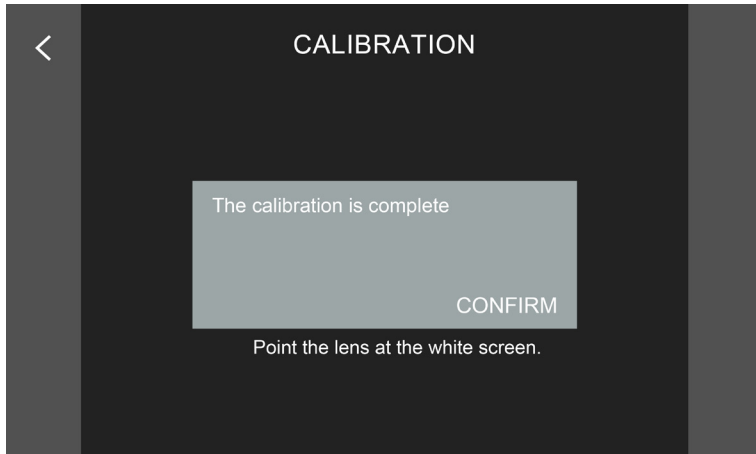 CALIBRATION
The calibration is complete
CONFIRM
Point the lens at the white screen.